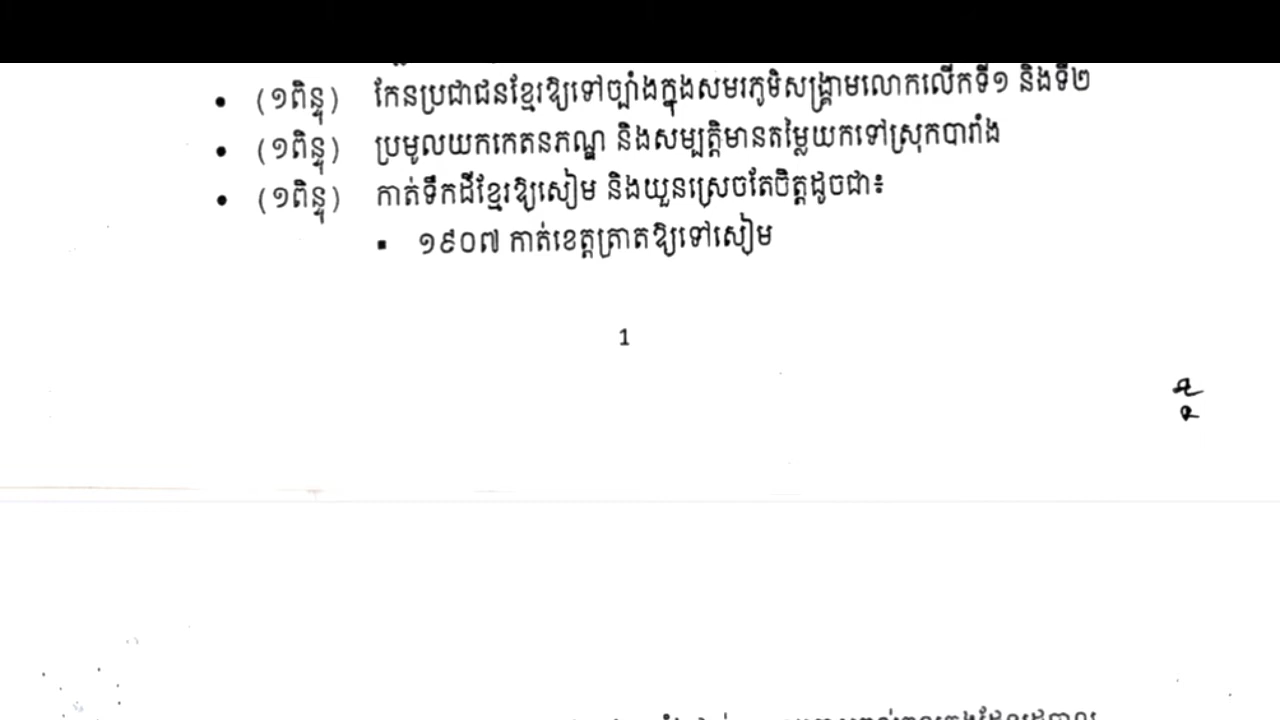 • (១ពិន្ទុ) កែនប្រជាជនខ្មែរឱ្យទៅច្បាំងក្នុងសមរភូមិសង្គ្រាមលោកលើកទី១ និងទី២
• (១ពិន្ទុ) ប្រមូលយកកេតនភណ្ឌ និងសម្បត្តិមានតម្លៃយកទៅស្រុកបារាំង
• (១ពិន្ទុ) កាត់ទឹកដីខ្មែរឱ្យសៀម និងយួនស្រេចតែចិត្តដូចជា៖
▪ ១៩០៧ កាត់ខេត្តត្រាតឱ្យទៅសៀម
1